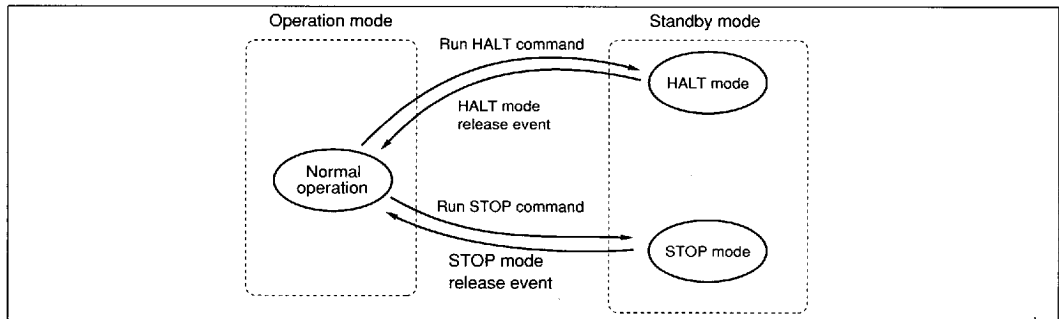 Operation mode
Standby mode
Run HALT command
HALT mode
HALT mode
release event
Normal
operation
Run STOP command
STOP mode
STOP mode
release event